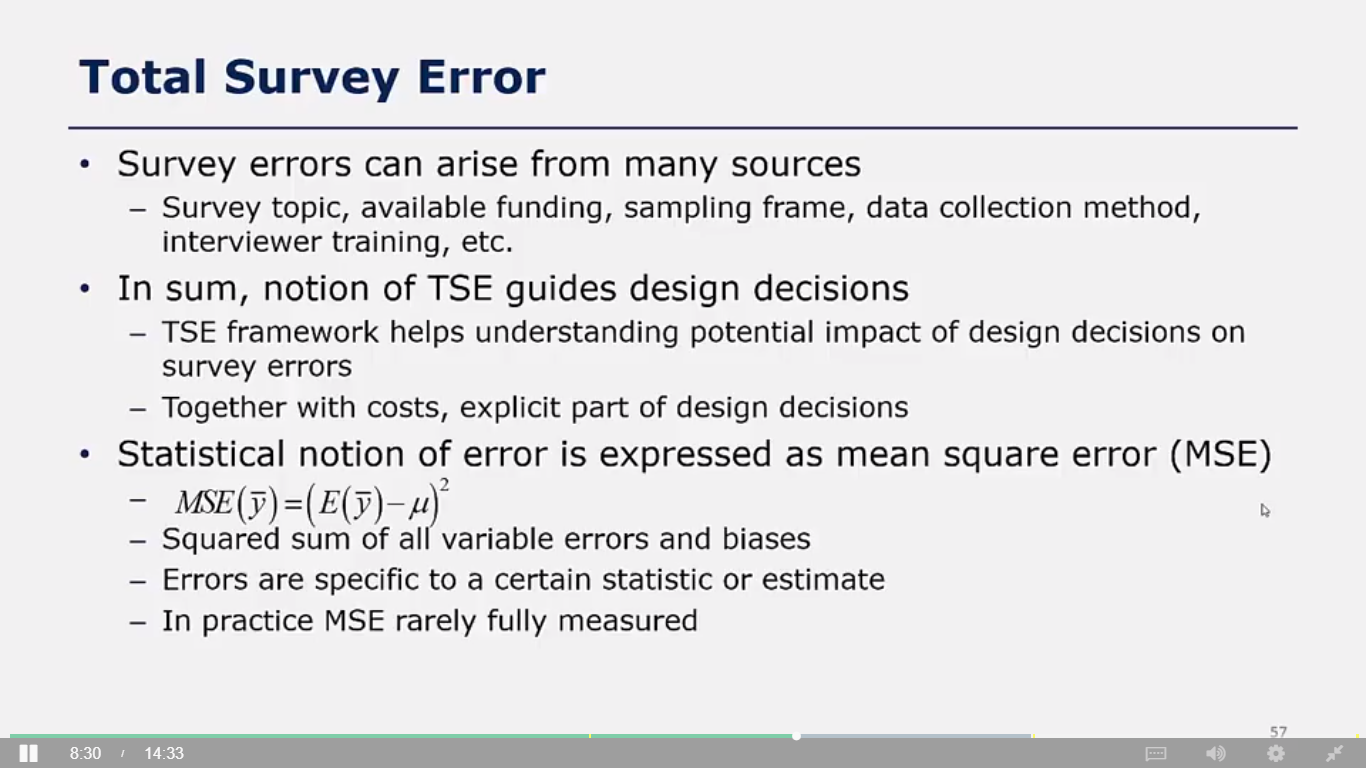 Total Survey Error
• Survey errors can arise from many sources
– Survey topic, available funding, sampling frame, data collection method,
interviewer training, etc.
• In sum, notion of TSE guides design decisions
– TSE framework helps understanding potential impact of design decisions on
survey errors
– Together with costs, explicit part of design decisions
• Statistical notion of error is expressed as mean square error (MSE)
– MSE(ȳ)=(E(ȳ)−μ)²
– Squared sum of all variable errors and biases
– Errors are specific to a certain statistic or estimate
– In practice MSE rarely fully measured
57
8:30 / 14:33